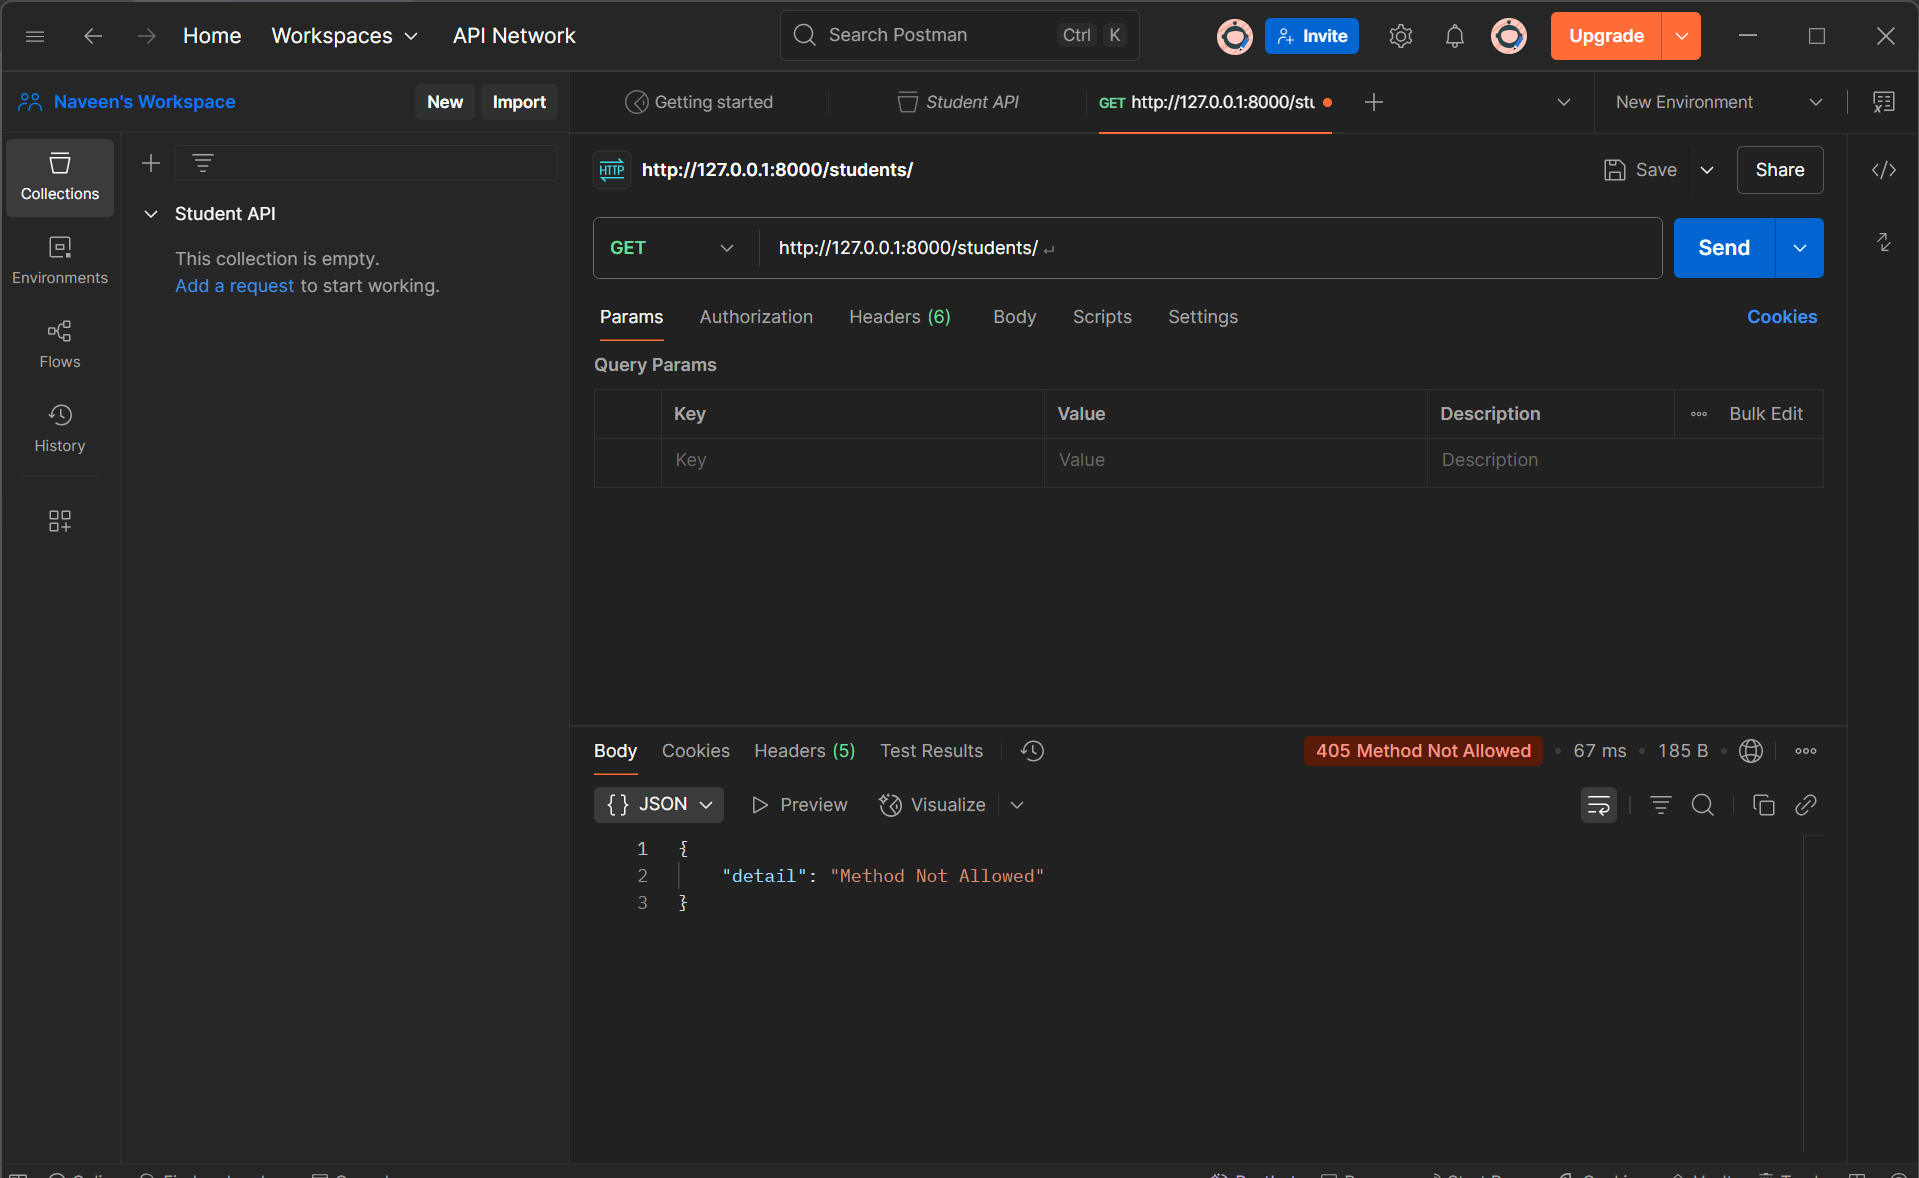 Home Workspaces API Network Search Postman Ctrl K Invite Upgrade
Naveen's Workspace New Import Getting started Student API GET http://127.0.0.1:8000/stu New Environment
Collections
Student API
This collection is empty.
Add a request to start working.
Environments
Flows
History
HTTP http://127.0.0.1:8000/students/ Save Share
GET http://127.0.0.1:8000/students/ Send
Params Authorization Headers (6) Body Scripts Settings Cookies
Query Params
Key Value Description Bulk Edit
Key Value Description
Body Cookies Headers (5) Test Results 405 Method Not Allowed 67 ms 185 B
{} JSON Preview Visualize
1 {
2 "detail": "Method Not Allowed"
3 }